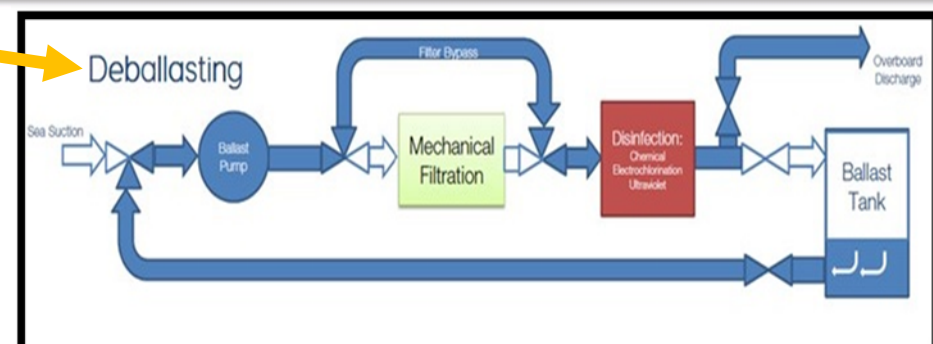 Deballasting
Filter Bypass
Overboard
Discharge
Sea Suction
Ballast
Pump
Mechanical
Filtration
Disinfection:
Chemical
Electrochlorination
Ultraviolet
Ballast
Tank